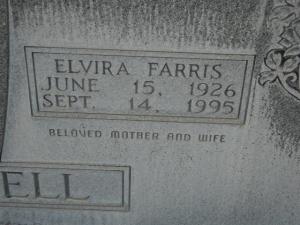 ELVIRA FARRIS
JUNE 15, 1926
SEPT. 14, 1995
BELOVED MOTHER AND WIFE
ELL